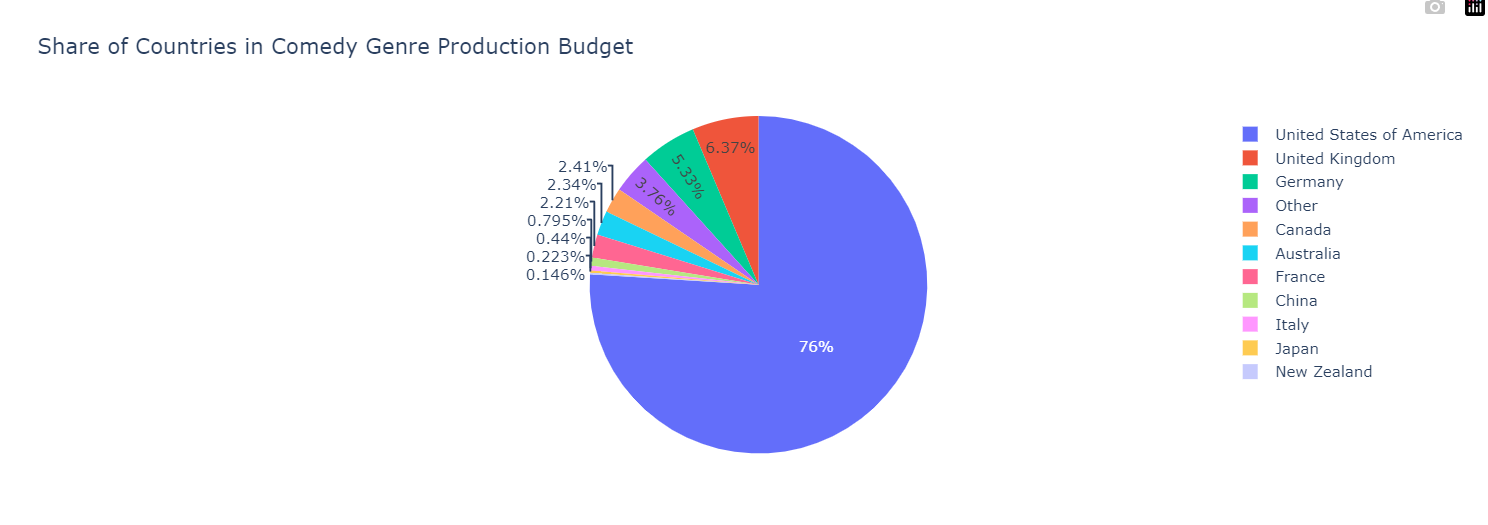 Share of Countries in Comedy Genre Production Budget
6.37%
5.33%
3.76%
2.41%
2.34%
2.21%
0.795%
0.44%
0.223%
0.146%
76%
United States of America
United Kingdom
Germany
Other
Canada
Australia
France
China
Italy
Japan
New Zealand